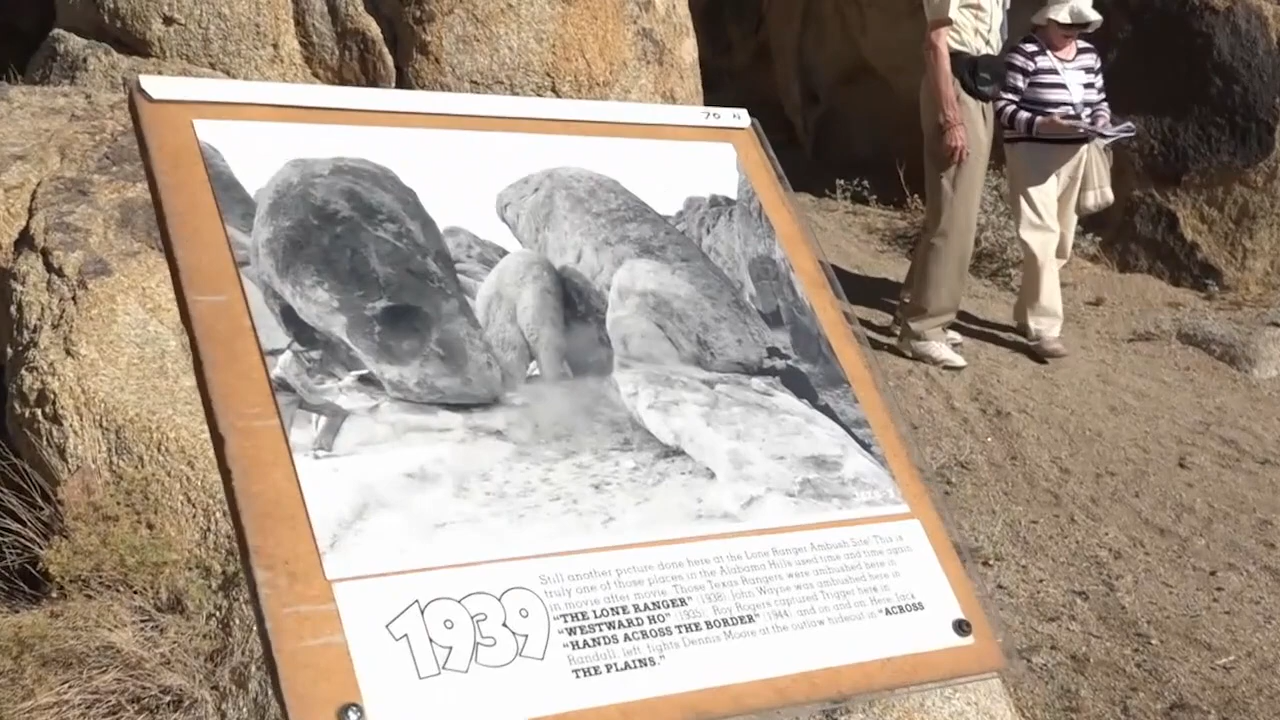 70 N
1939
Still another picture done here at the Lone Ranger Ambush Site! This is
truly one of those places in the Alabama Hills used time and time again
in movie after movie. Those Texas Rangers were ambushed here in
"THE LONE RANGER" (1938). John Wayne was ambushed here in
"WESTWARD HO" (1935). Roy Rogers captured Trigger here in
"HANDS ACROSS THE BORDER" (1944), and on and on. Here, Jack
Randall, left, fights Dennis Moore at the outlaw hideout in "ACROSS
THE PLAINS."